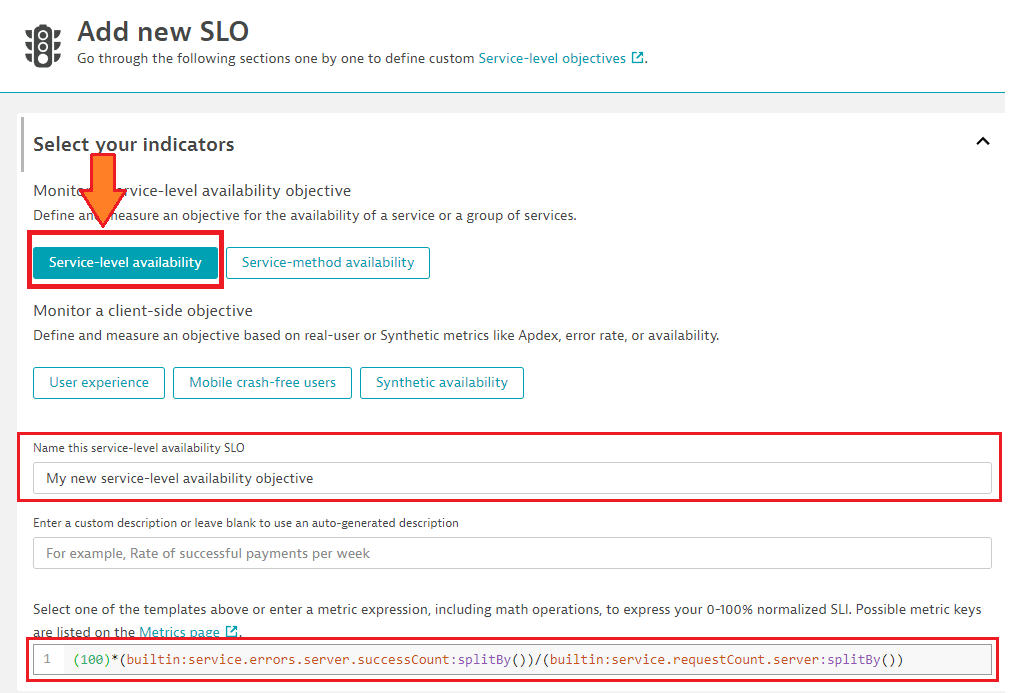 Add new SLO
Go through the following sections one by one to define custom Service-level objectives.
Select your indicators
Monitor service-level availability objective
Define and measure an objective for the availability of a service or a group of services.
Service-level availability Service-method availability
Monitor a client-side objective
Define and measure an objective based on real-user or Synthetic metrics like Apdex, error rate, or availability.
User experience Mobile crash-free users Synthetic availability
Name this service-level availability SLO
My new service-level availability objective
Enter a custom description or leave blank to use an auto-generated description
For example, Rate of successful payments per week
Select one of the templates above or enter a metric expression, including math operations, to express your 0-100% normalized SLI. Possible metric keys
are listed on the Metrics page.
1 (100)*(builtin:service.errors.server.successCount:splitBy())/(builtin:service.requestCount.server:splitBy())